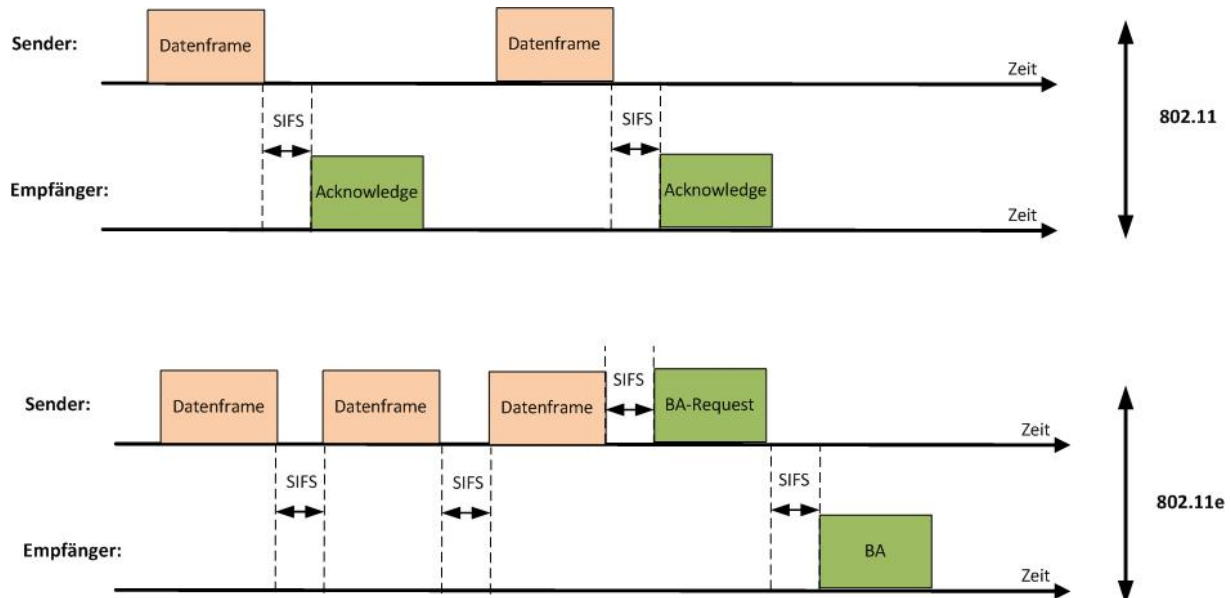 Sender:
Datenframe
Datenframe
Zeit
SIFS
SIFS
802.11
Empfänger:
Acknowledge
Acknowledge
Zeit
Sender:
Datenframe
Datenframe
Datenframe
SIFS
BA-Request
Zeit
SIFS
SIFS
SIFS
802.11e
Empfänger:
BA
Zeit